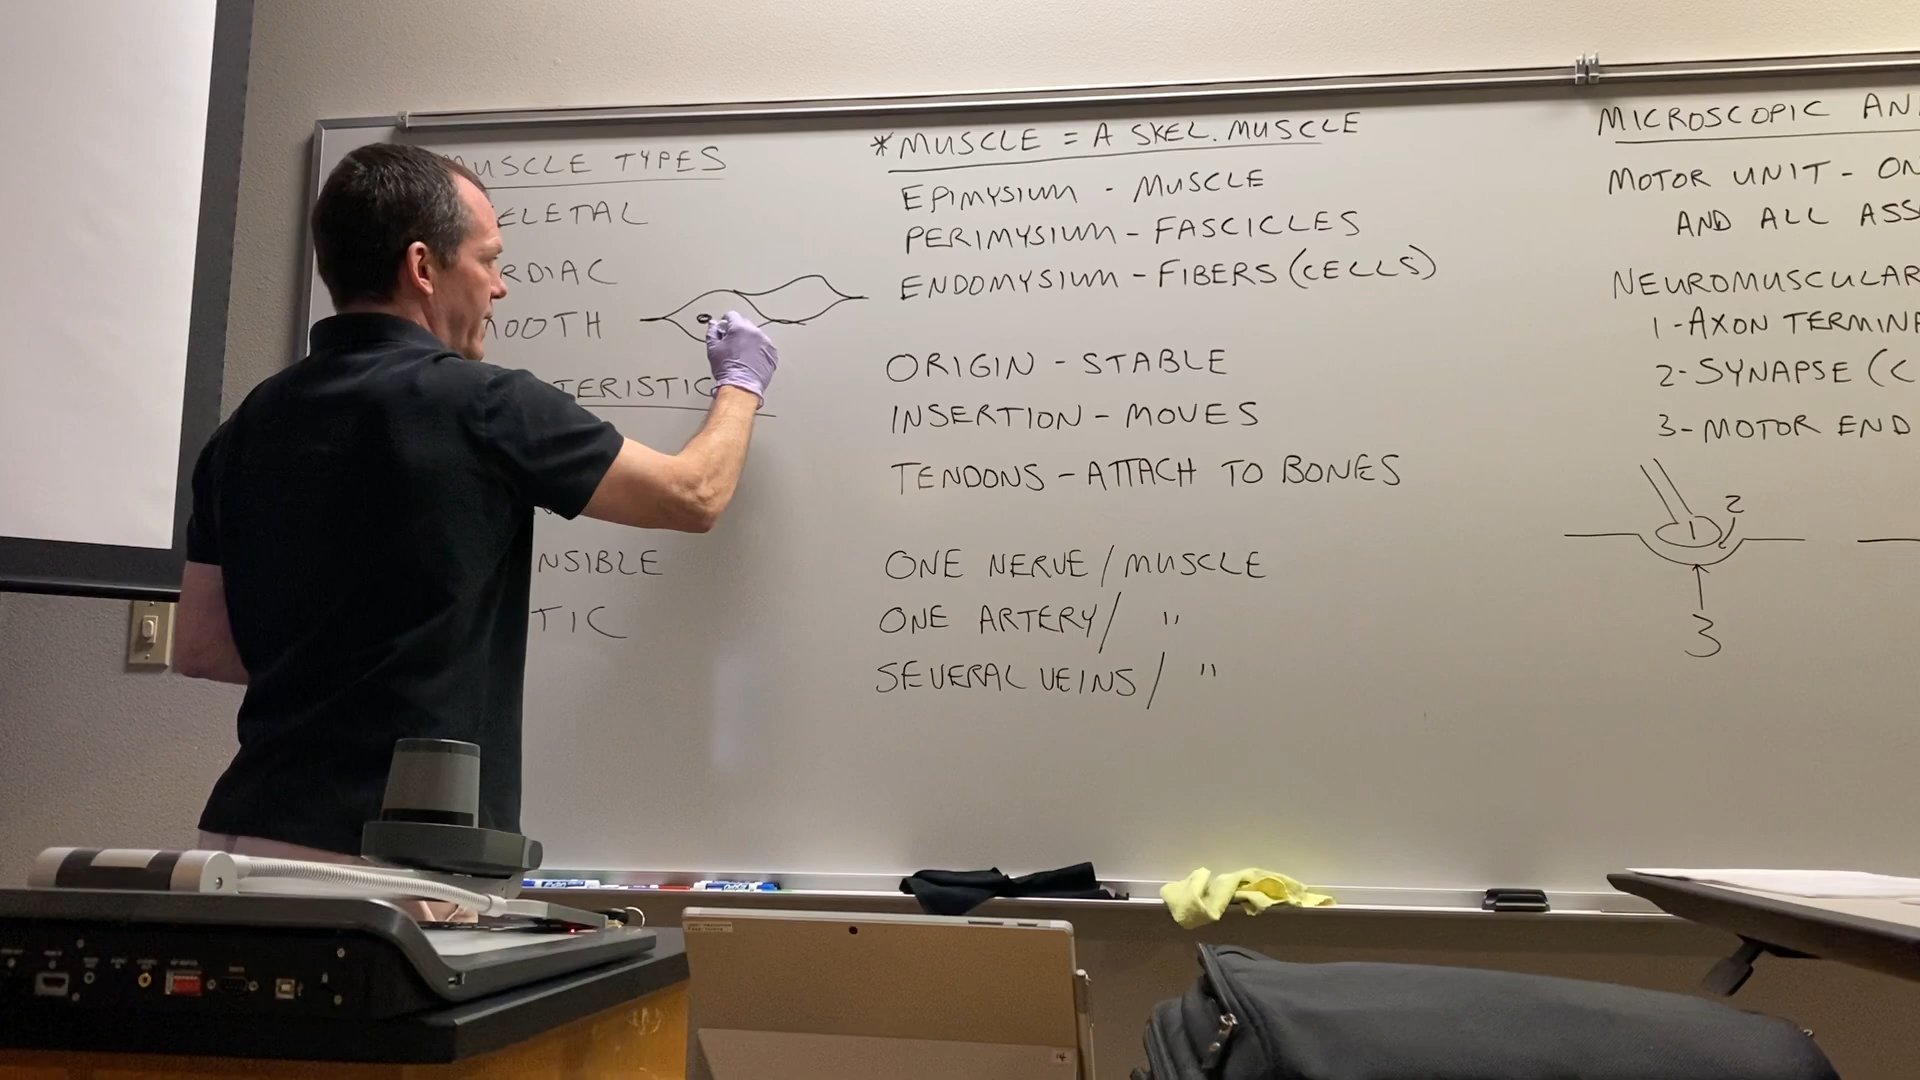 MUSCLE TYPES
ELETAL
RDIAC
OOTH
TERISTIC
NSIBLE
TIC
*MUSCLE = A SKEL. MUSCLE
EPIMYSIUM - MUSCLE
PERIMYSIUM - FASCICLES
ENDOMYSIUM - FIBERS (CELLS)
ORIGIN - STABLE
INSERTION - MOVES
TENDONS - ATTACH TO BONES
ONE NERVE / MUSCLE
ONE ARTERY / "
SEVERAL VEINS / "
MICROSCOPIC AN
MOTOR UNIT - ON
AND ALL ASS
NEUROMUSCULAR
1 - AXON TERMIN
2 - SYNAPSE (C
3 - MOTOR END
1
2
3